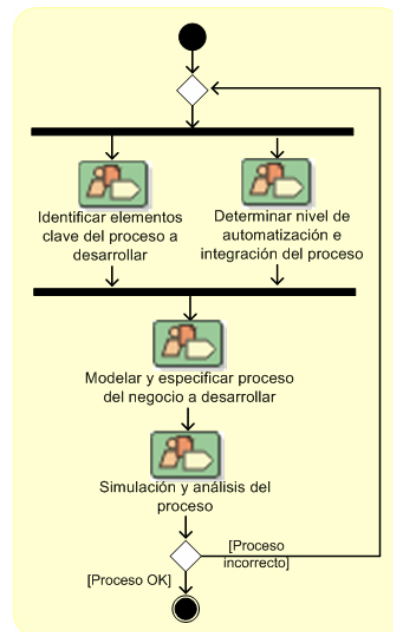 Identificar elementos
clave del proceso a
desarrollar
Determinar nivel de
automatización e
integración del proceso
Modelar y especificar proceso
del negocio a desarrollar
Simulación y análisis del
proceso
[Proceso
incorrecto]
[Proceso OK]